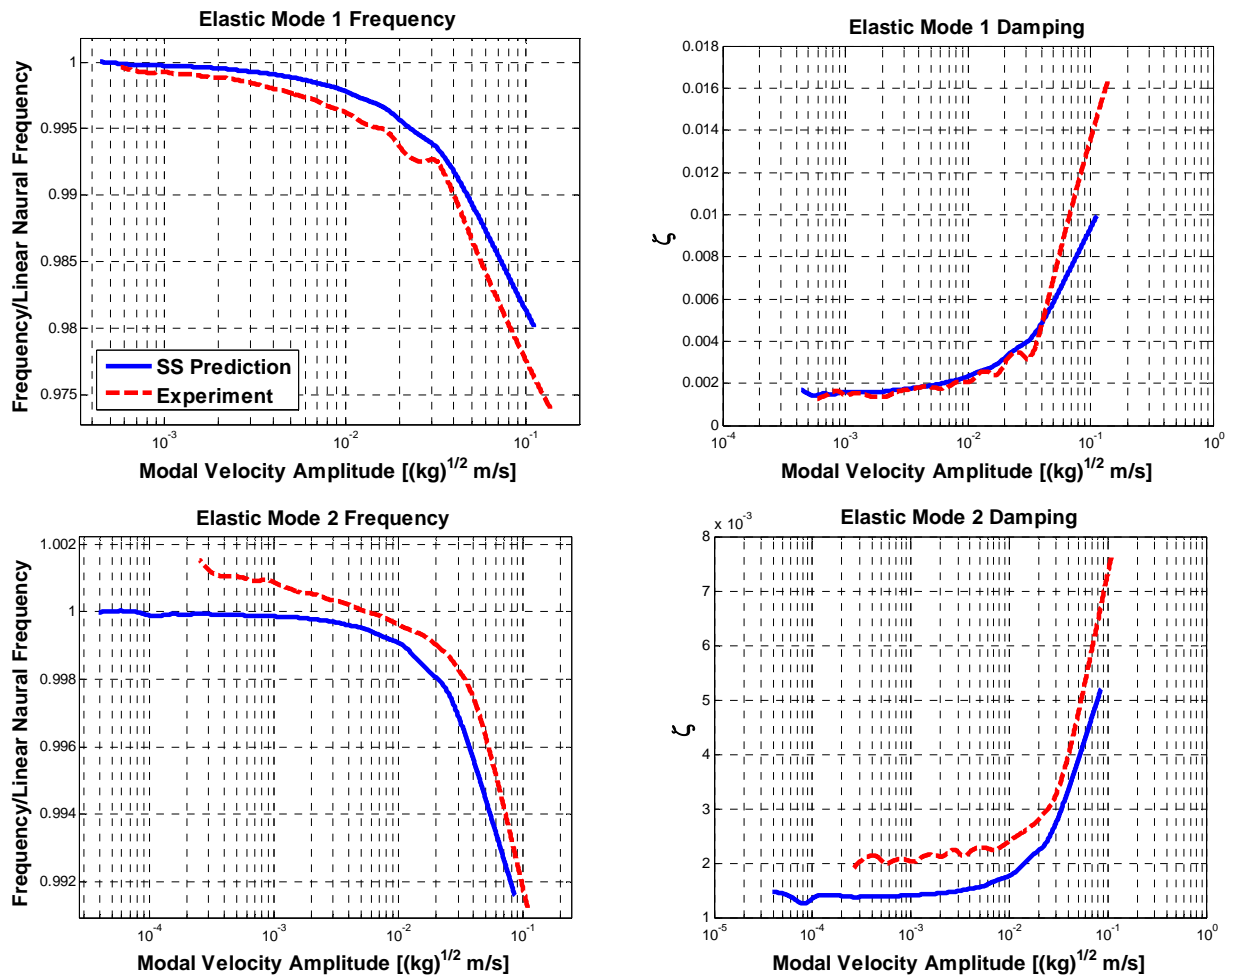 Elastic Mode 1 Frequency
Frequency/Linear Naural Frequency
1
0.995
0.99
0.985
0.98
0.975
SS Prediction
Experiment
10-3 10-2 10-1
Modal Velocity Amplitude [(kg)1/2 m/s]
Elastic Mode 1 Damping
ζ
0.018
0.016
0.014
0.012
0.01
0.008
0.006
0.004
0.002
0
10-4 10-3 10-2 10-1 100
Modal Velocity Amplitude [(kg)1/2 m/s]
Elastic Mode 2 Frequency
Frequency/Linear Naural Frequency
1.002
1
0.998
0.996
0.994
0.992
10-4 10-3 10-2 10-1
Modal Velocity Amplitude [(kg)1/2 m/s]
Elastic Mode 2 Damping
x 10-3
ζ
8
7
6
5
4
3
2
1
10-5 10-4 10-3 10-2 10-1 100
Modal Velocity Amplitude [(kg)1/2 m/s]